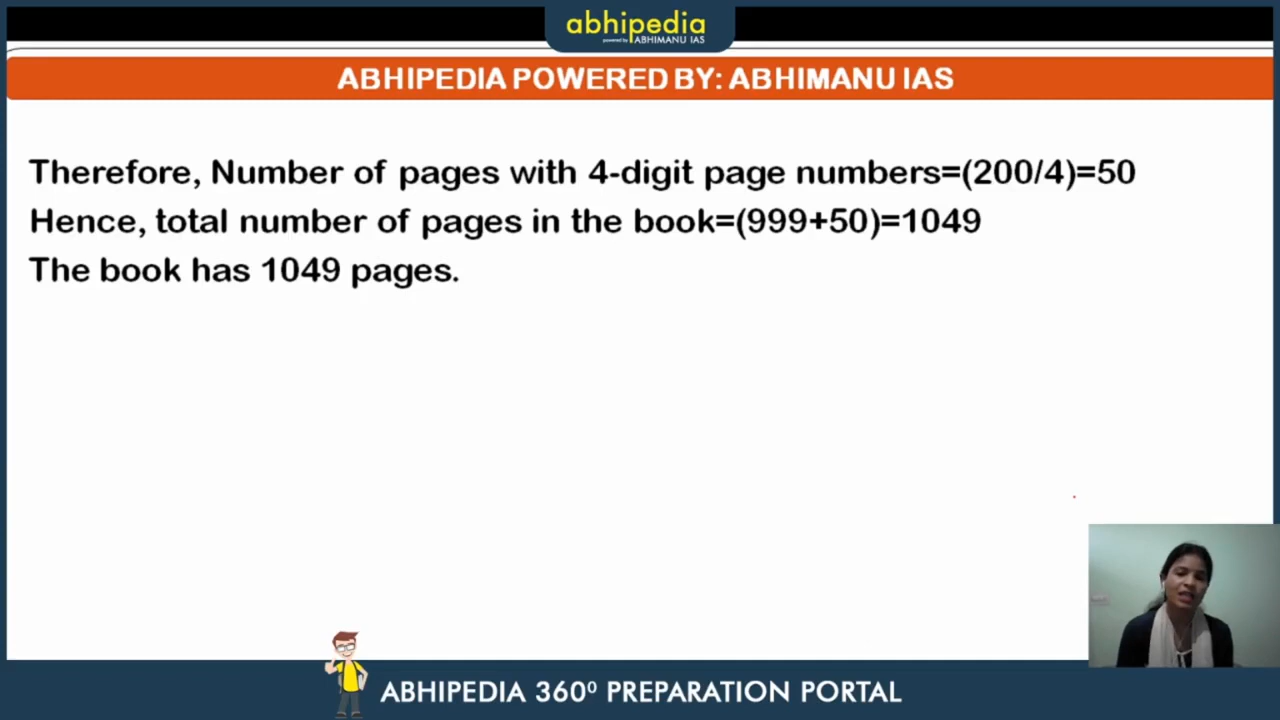 abhipedia
powered by ABHIMANU IAS
ABHIPEDIA POWERED BY: ABHIMANU IAS
Therefore, Number of pages with 4-digit page numbers=(200/4)=50
Hence, total number of pages in the book=(999+50)=1049
The book has 1049 pages.
ABHIPEDIA 360⁰ PREPARATION PORTAL